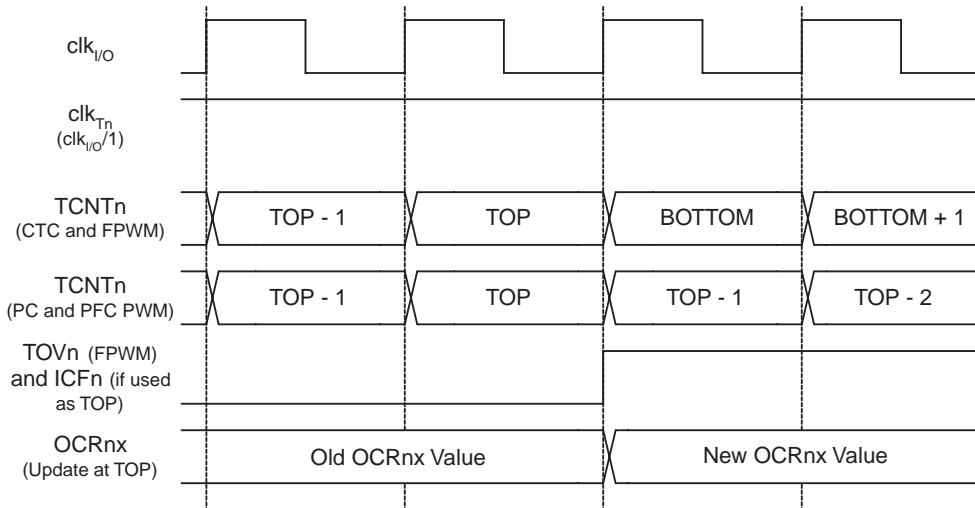 clkI/O
clkTn
(clkI/O/1)
TCNTn
(CTC and FPWM)
TOP - 1
TOP
BOTTOM
BOTTOM + 1
TCNTn
(PC and PFC PWM)
TOP - 1
TOP
TOP - 1
TOP - 2
TOVn (FPWM)
and ICFn (if used
as TOP)
OCRnx
(Update at TOP)
Old OCRnx Value
New OCRnx Value